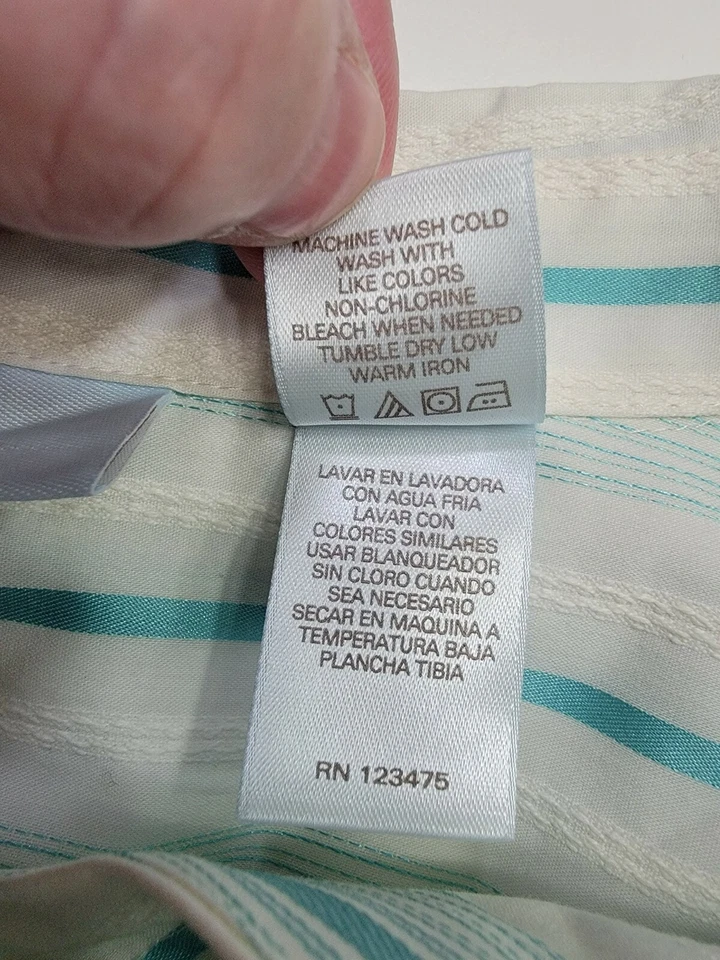 MACHINE WASH COLD
WASH WITH
LIKE COLORS
NON-CHLORINE
BLEACH WHEN NEEDED
TUMBLE DRY LOW
WARM IRON
LAVAR EN LAVADORA
CON AGUA FRIA
LAVAR CON
COLORES SIMILARES
USAR BLANQUEADOR
SIN CLORO CUANDO
SEA NECESARIO
SECAR EN MAQUINA A
TEMPERATURA BAJA
PLANCHA TIBIA
RN 123475